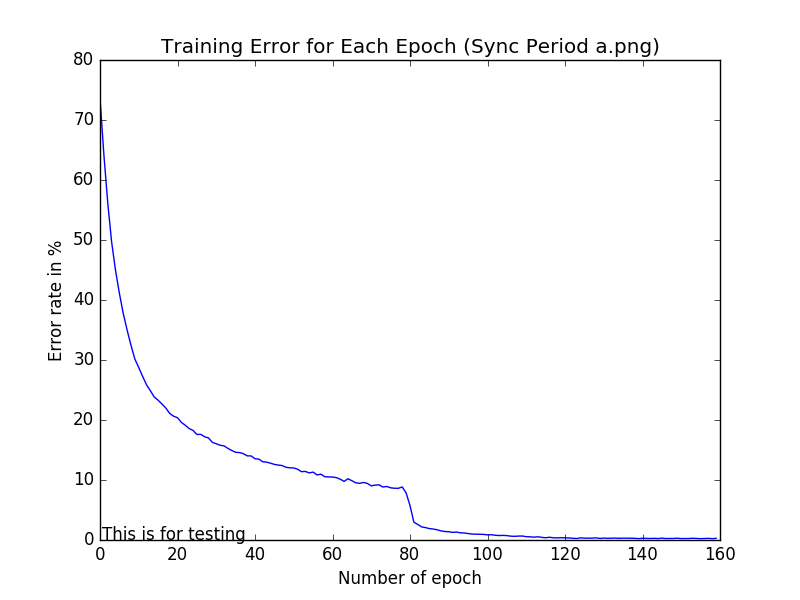 Training Error for Each Epoch (Sync Period a.png)
80
70
60
50
40
30
20
10
0
Error rate in %
This is for testing
0 20 40 60 80 100 120 140 160
Number of epoch